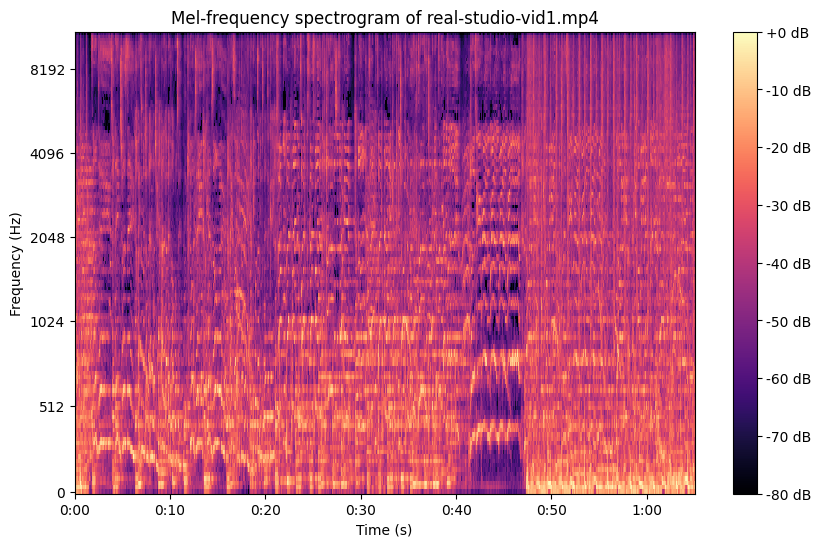 Mel-frequency spectrogram of real-studio-vid1.mp4
Frequency (Hz)
8192
4096
2048
1024
512
0
0:00
0:10
0:20
0:30
0:40
0:50
1:00
Time (s)
+0 dB
-10 dB
-20 dB
-30 dB
-40 dB
-50 dB
-60 dB
-70 dB
-80 dB